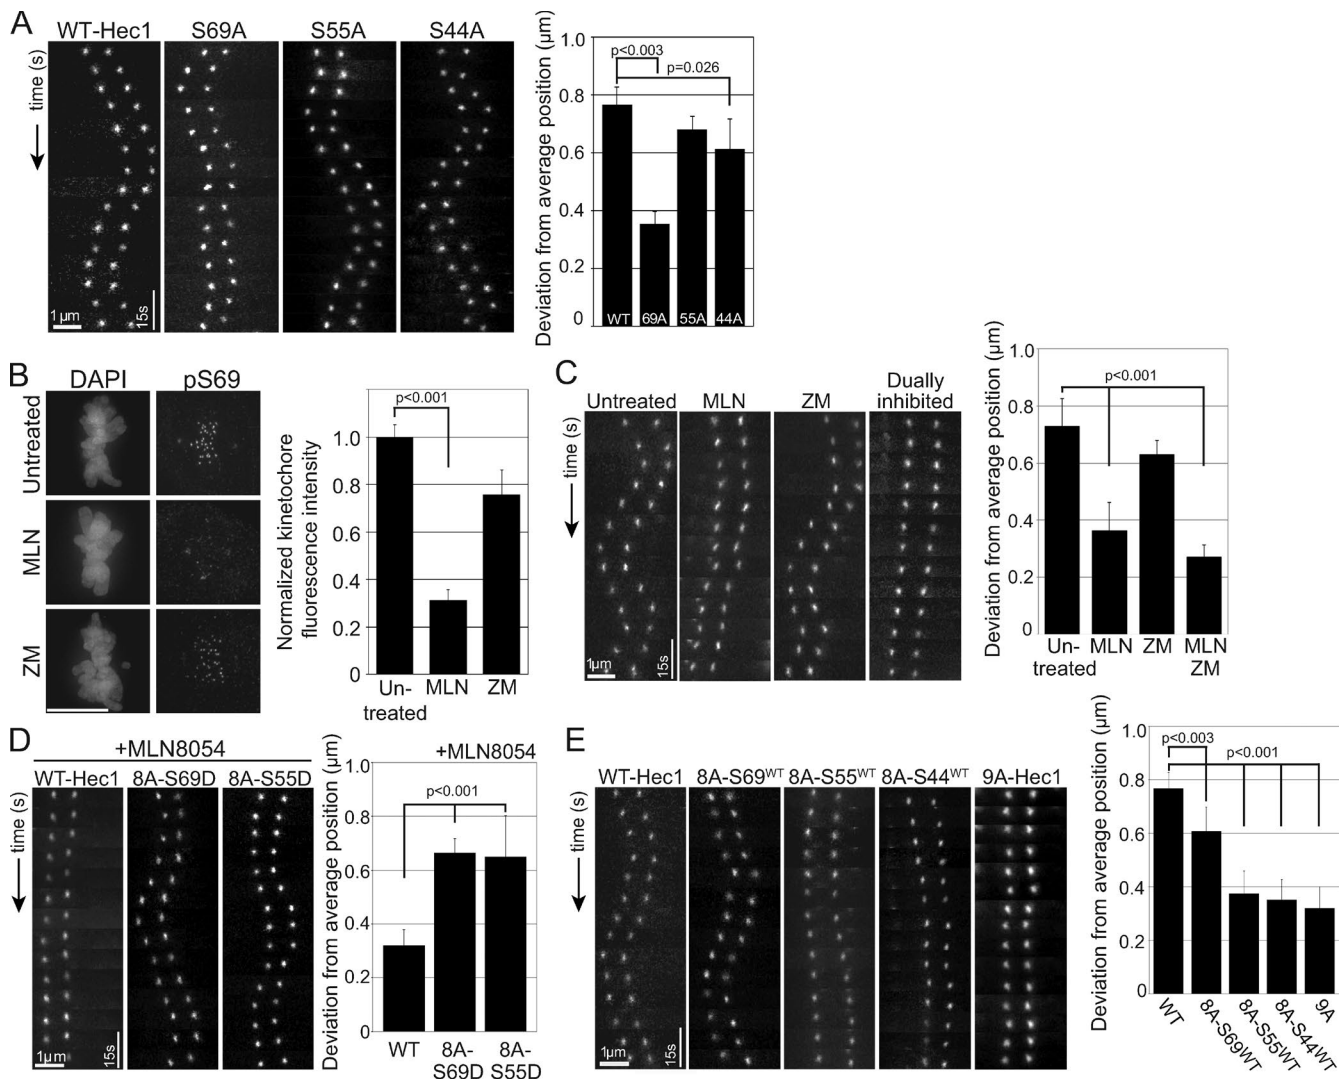 A
WT-Hec1 S69A S55A S44A
time (s)
1 µm
15s
Deviation from average position (µm)
1.0
0.8
0.6
0.4
0.2
0
p<0.003
p=0.026
WT 69A 55A 44A
B
DAPI pS69
Untreated
MLN
ZM
Normalized kinetochore
fluorescence intensity
1.0
0.8
0.6
0.4
0.2
0
p<0.001
Un-
treated
MLN ZM
C
Untreated MLN ZM Dually
inhibited
time (s)
1µm
15s
Deviation from average position (µm)
1.0
0.8
0.6
0.4
0.2
0
p<0.001
Un-
treated
MLN ZM MLN
ZM
D
+MLN8054
WT-Hec1 8A-S69D 8A-S55D
time (s)
1µm
15s
Deviation from average position (µm)
1.0
0.8
0.6
0.4
0.2
0
+MLN8054
p<0.001
WT 8A- 8A-
S69D S55D
E
WT-Hec1 8A-S69WT 8A-S55WT 8A-S44WT 9A-Hec1
time (s)
1µm
15s
Deviation from average position (µm)
1.0
0.8
0.6
0.4
0.2
0
p<0.003
p<0.001
WT
8A-S69WT
8A-S55WT
8A-S44WT
9A